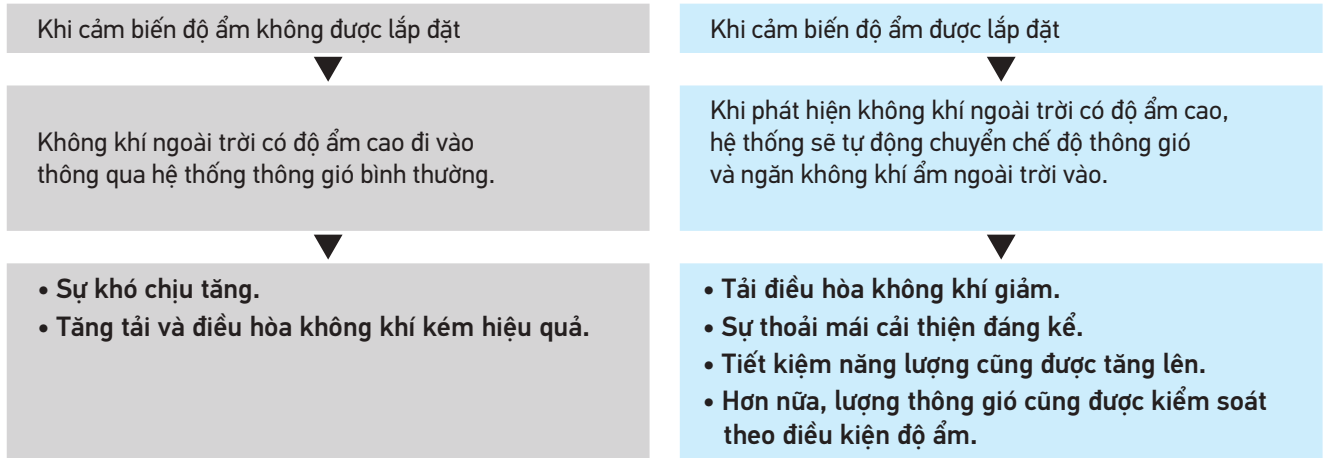 Khi cảm biến độ ẩm không được lắp đặt
Không khí ngoài trời có độ ẩm cao đi vào
thông qua hệ thống thông gió bình thường.
• Sự khó chịu tăng.
• Tăng tải và điều hòa không khí kém hiệu quả.
Khi cảm biến độ ẩm được lắp đặt
Khi phát hiện không khí ngoài trời có độ ẩm cao,
hệ thống sẽ tự động chuyển chế độ thông gió
và ngăn không khí ẩm ngoài trời vào.
• Tải điều hòa không khí giảm.
• Sự thoải mái cải thiện đáng kể.
• Tiết kiệm năng lượng cũng được tăng lên.
• Hơn nữa, lượng thông gió cũng được kiểm soát
theo điều kiện độ ẩm.